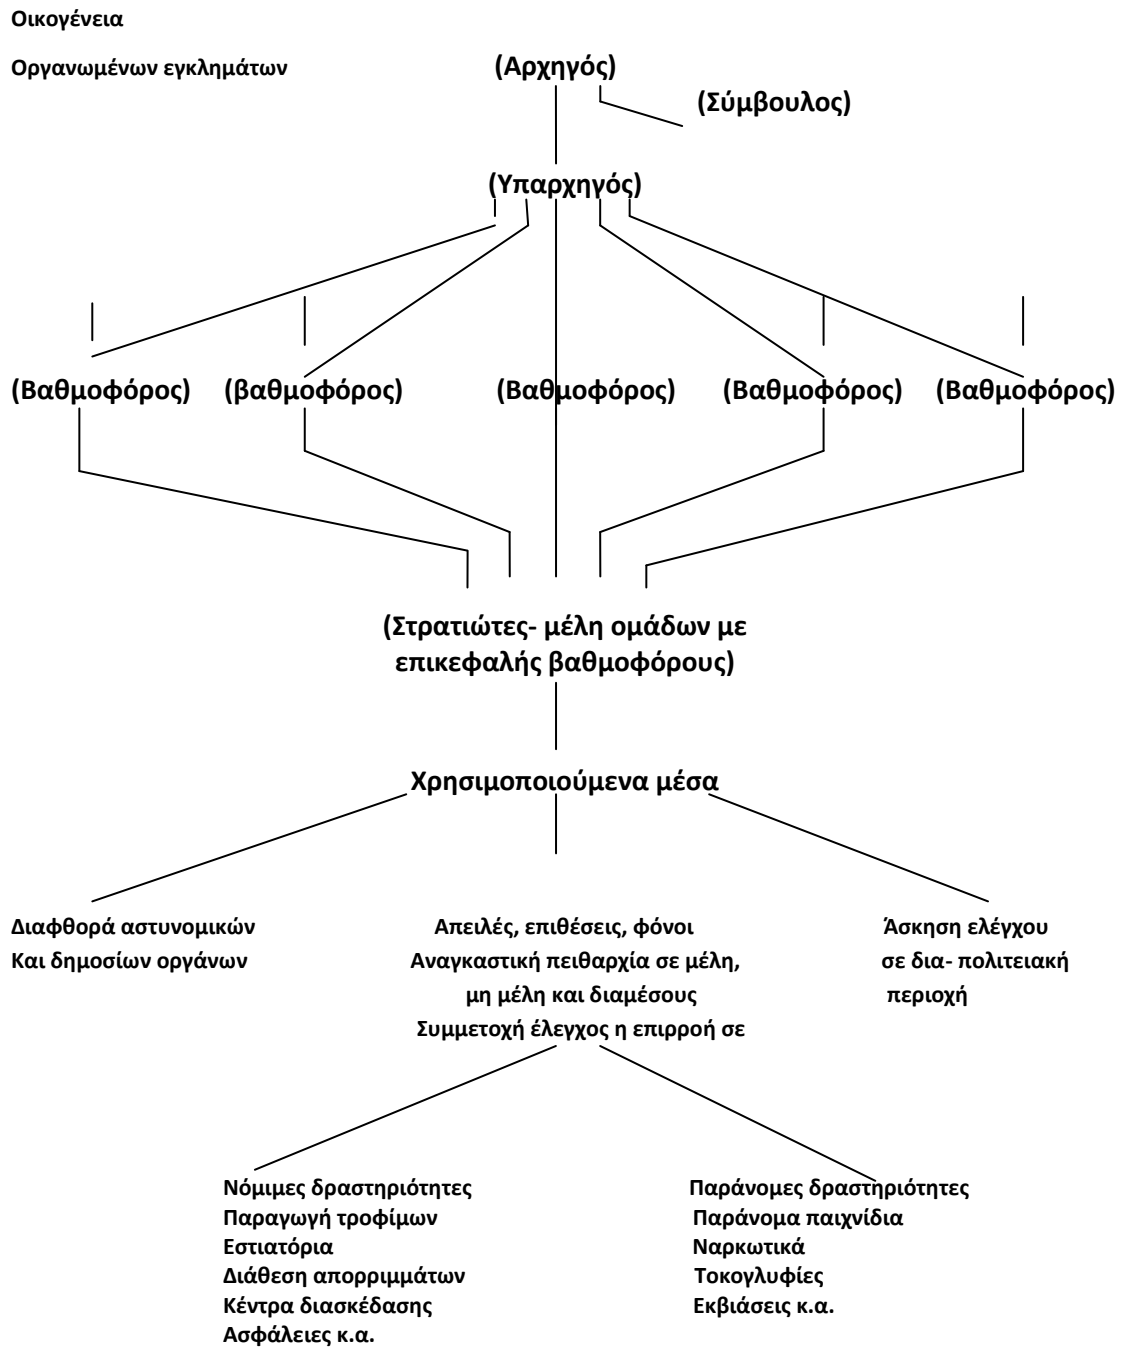 Οικογένεια
Οργανωμένων εγκλημάτων
(Αρχηγός)
(Σύμβουλος)
(Υπαρχηγός)
(Βαθμοφόρος) (βαθμοφόρος) (Βαθμοφόρος) (Βαθμοφόρος) (Βαθμοφόρος)
(Στρατιώτες- μέλη ομάδων με
επικεφαλής βαθμοφόρους)
Χρησιμοποιούμενα μέσα
Διαφθορά αστυνομικών
Και δημοσίων οργάνων
Απειλές, επιθέσεις, φόνοι
Αναγκαστική πειθαρχία σε μέλη,
μη μέλη και διαμέσους
Συμμετοχή έλεγχος η επιρροή σε
Άσκηση ελέγχου
σε δια- πολιτειακή
περιοχή
Νόμιμες δραστηριότητες
Παραγωγή τροφίμων
Εστιατόρια
Διάθεση απορριμμάτων
Κέντρα διασκέδασης
Ασφάλειες κ.α.
Παράνομες δραστηριότητες
Παράνομα παιχνίδια
Ναρκωτικά
Τοκογλυφίες
Εκβιάσεις κ.α.